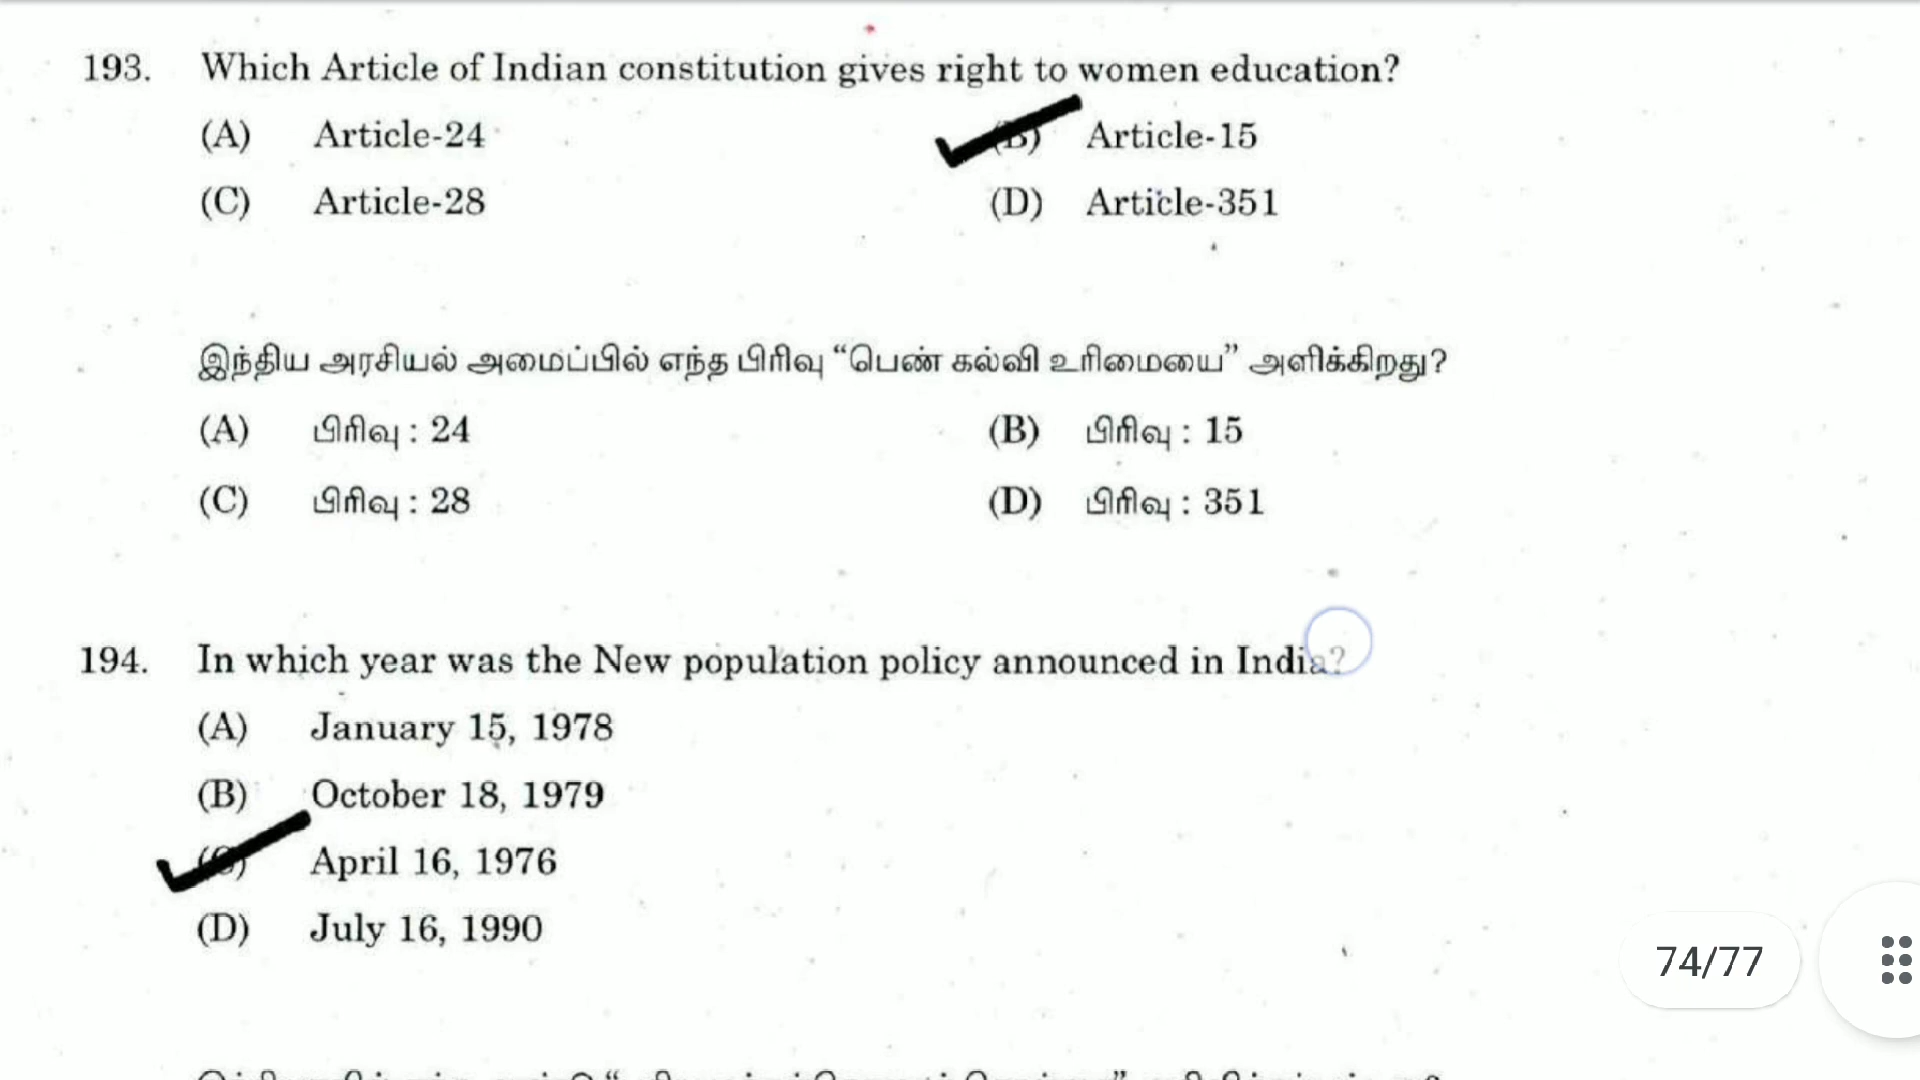 193. Which Article of Indian constitution gives right to women education?
(A) Article-24 (B) Article-15
(C) Article-28 (D) Article-351
இந்திய அரசியல் அமைப்பில் எந்த பிரிவு “பெண் கல்வி உரிமையை” அளிக்கிறது?
(A) பிரிவு : 24 (B) பிரிவு : 15
(C) பிரிவு : 28 (D) பிரிவு : 351
194. In which year was the New population policy announced in India?
(A) January 15, 1978
(B) October 18, 1979
(C) April 16, 1976
(D) July 16, 1990
74/77